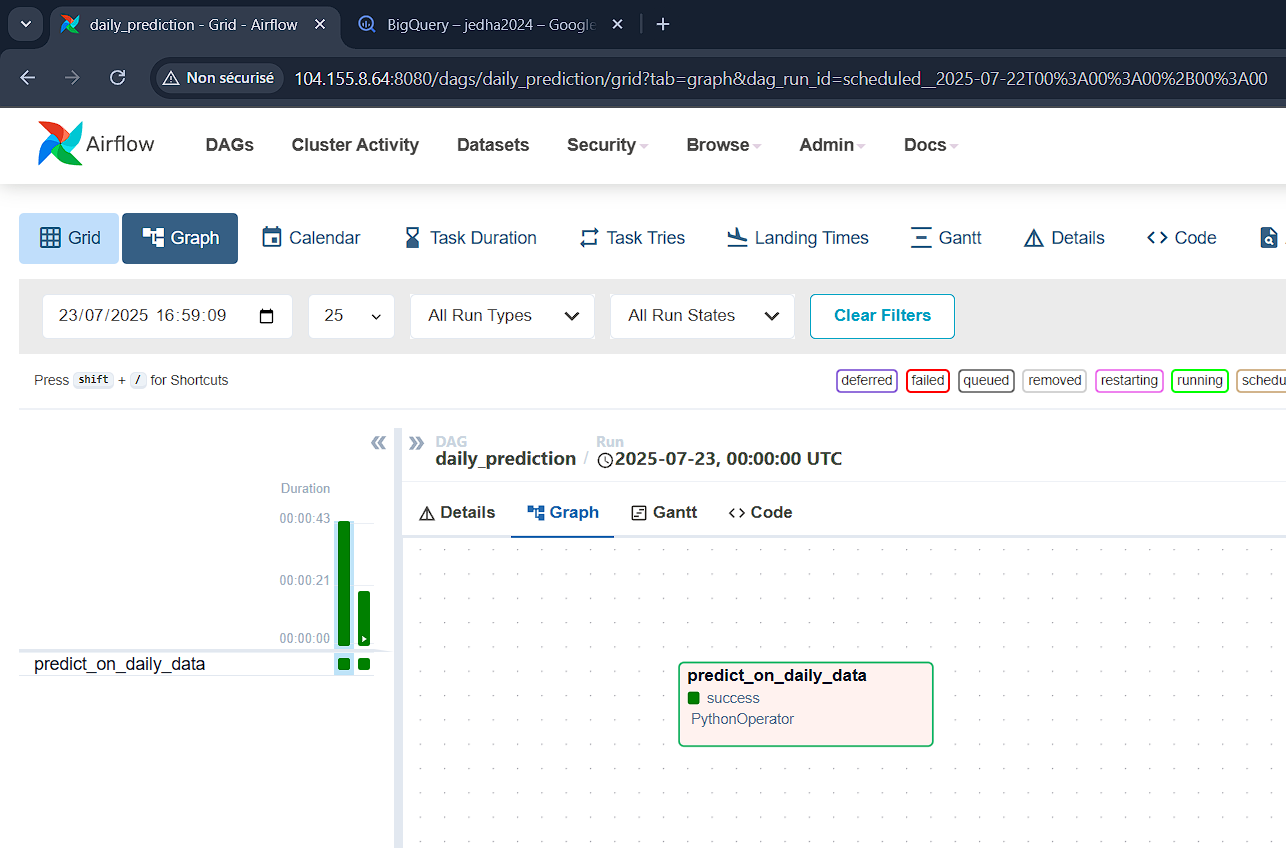 daily_prediction - Grid - Airflow
BigQuery – jedha2024 – Google
Non sécurisé
104.155.8.64:8080/dags/daily_prediction/grid?tab=graph&dag_run_id=scheduled__2025-07-22T00%3A00%3A00%2B00%3A00
Airflow
DAGs
Cluster Activity
Datasets
Security
Browse
Admin
Docs
Grid
Graph
Calendar
Task Duration
Task Tries
Landing Times
Gantt
Details
Code
23/07/2025 16:59:09
25
All Run Types
All Run States
Clear Filters
Press shift + / for Shortcuts
deferred
failed
queued
removed
restarting
running
schedu
DAG
daily_prediction
/
Run
2025-07-23, 00:00:00 UTC
Duration
00:00:43
00:00:21
00:00:00
predict_on_daily_data
Details
Graph
Gantt
Code
predict_on_daily_data
success
PythonOperator